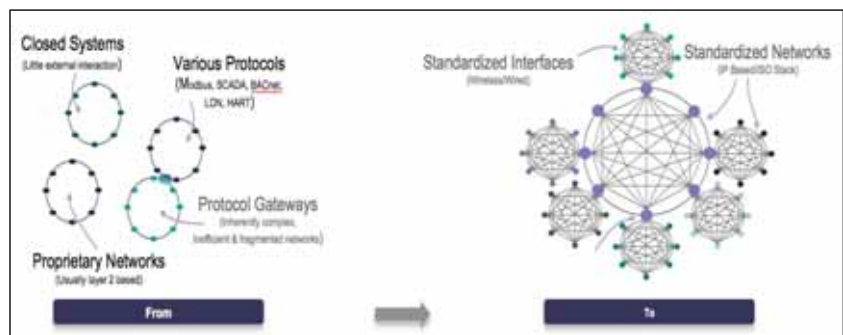 Closed Systems
(Little external interaction)
Various Protocols
(Modbus, SCADA, BACnet,
LON, HART)
Protocol Gateways
(Inherently complex,
inefficient & fragmented networks)
Proprietary Networks
(Usually layer 2 based)
From
Standardized Interfaces
(Wireless/Wired)
Standardized Networks
(IP Based/ISO Stack)
To